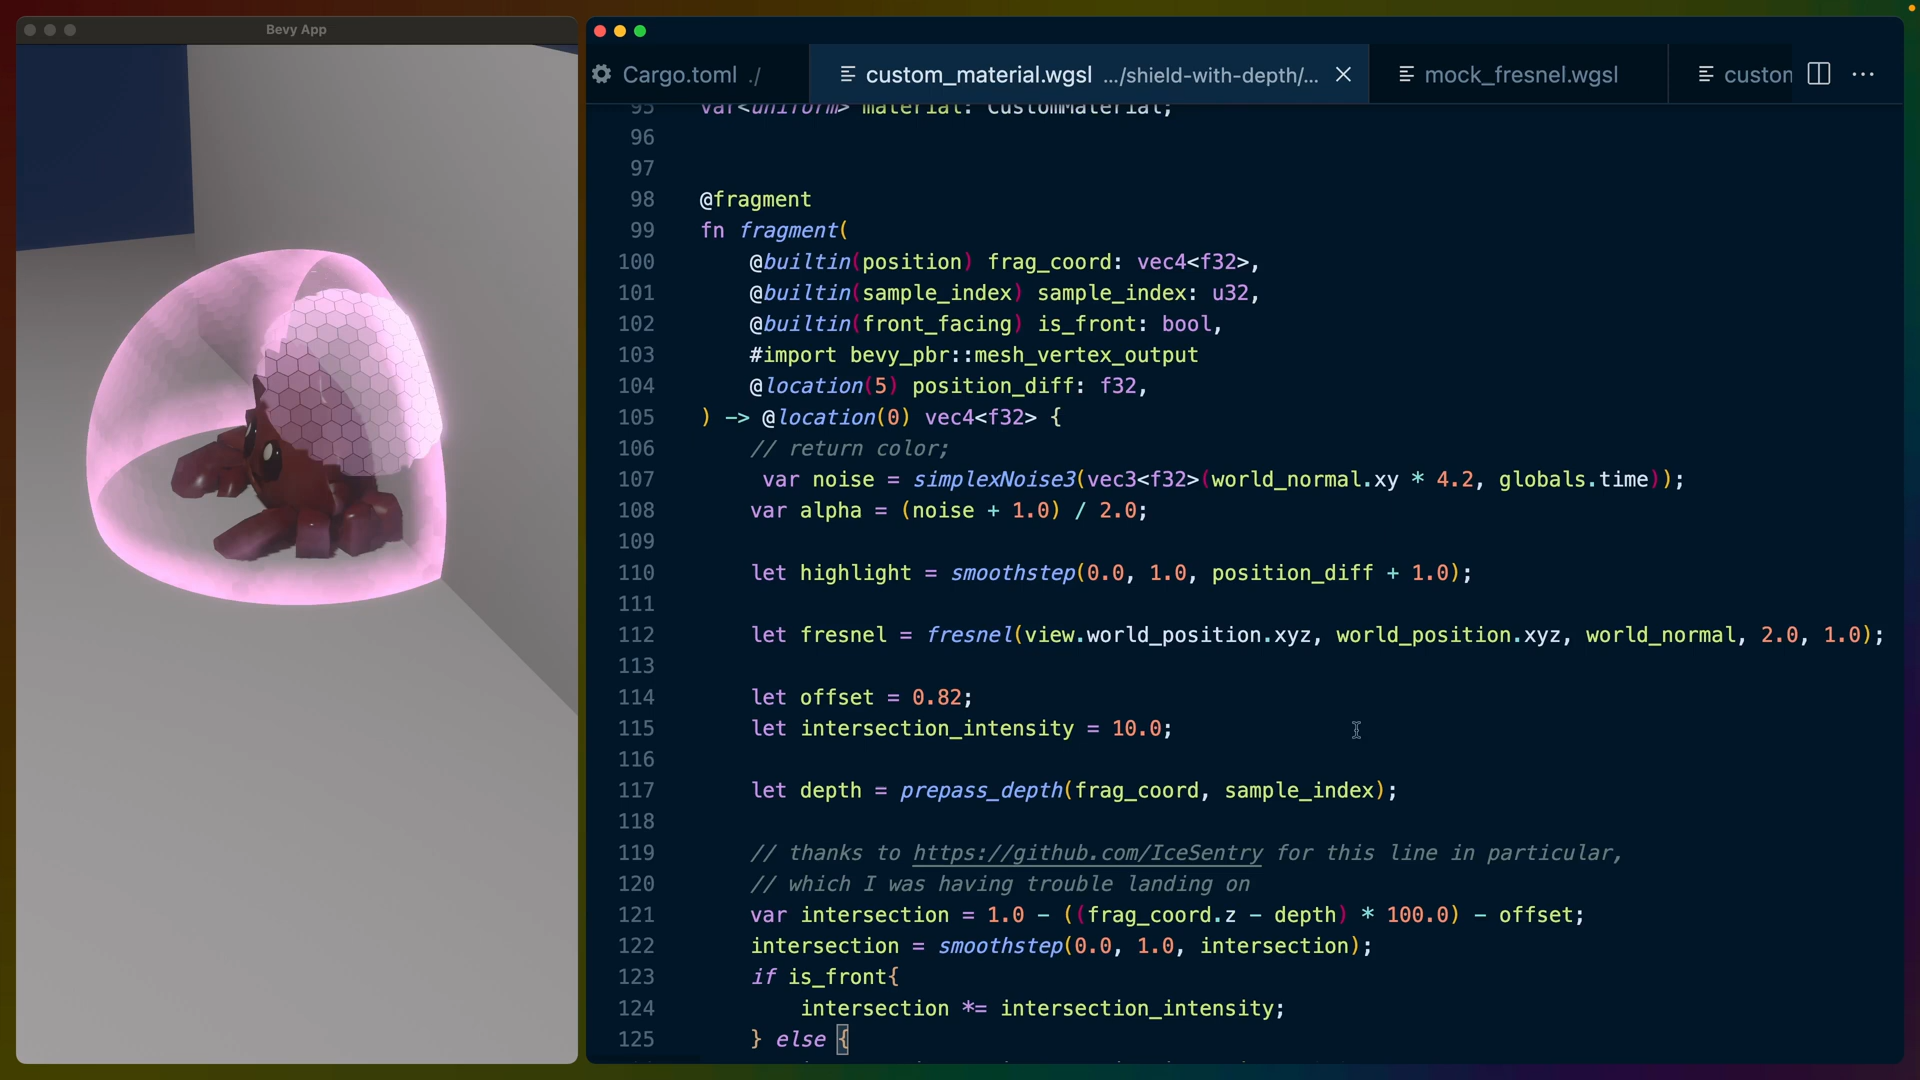 Bevy App
Cargo.toml ./
custom_material.wgsl .../shield-with-depth/...
mock_fresnel.wgsl
custon
95 var<uniform> material: CustomMaterial;
96
97
98 @fragment
99 fn fragment(
100 @builtin(position) frag_coord: vec4<f32>,
101 @builtin(sample_index) sample_index: u32,
102 @builtin(front_facing) is_front: bool,
103 #import bevy_pbr::mesh_vertex_output
104 @location(5) position_diff: f32,
105 ) -> @location(0) vec4<f32> {
106 // return color;
107 var noise = simplexNoise3(vec3<f32>(world_normal.xy * 4.2, globals.time));
108 var alpha = (noise + 1.0) / 2.0;
109
110 let highlight = smoothstep(0.0, 1.0, position_diff + 1.0);
111
112 let fresnel = fresnel(view.world_position.xyz, world_position.xyz, world_normal, 2.0, 1.0);
113
114 let offset = 0.82;
115 let intersection_intensity = 10.0;
116
117 let depth = prepass_depth(frag_coord, sample_index);
118
119 // thanks to https://github.com/IceSentry for this line in particular,
120 // which I was having trouble landing on
121 var intersection = 1.0 - ((frag_coord.z - depth) * 100.0) - offset;
122 intersection = smoothstep(0.0, 1.0, intersection);
123 if is_front{
124 intersection *= intersection_intensity;
125 } else {